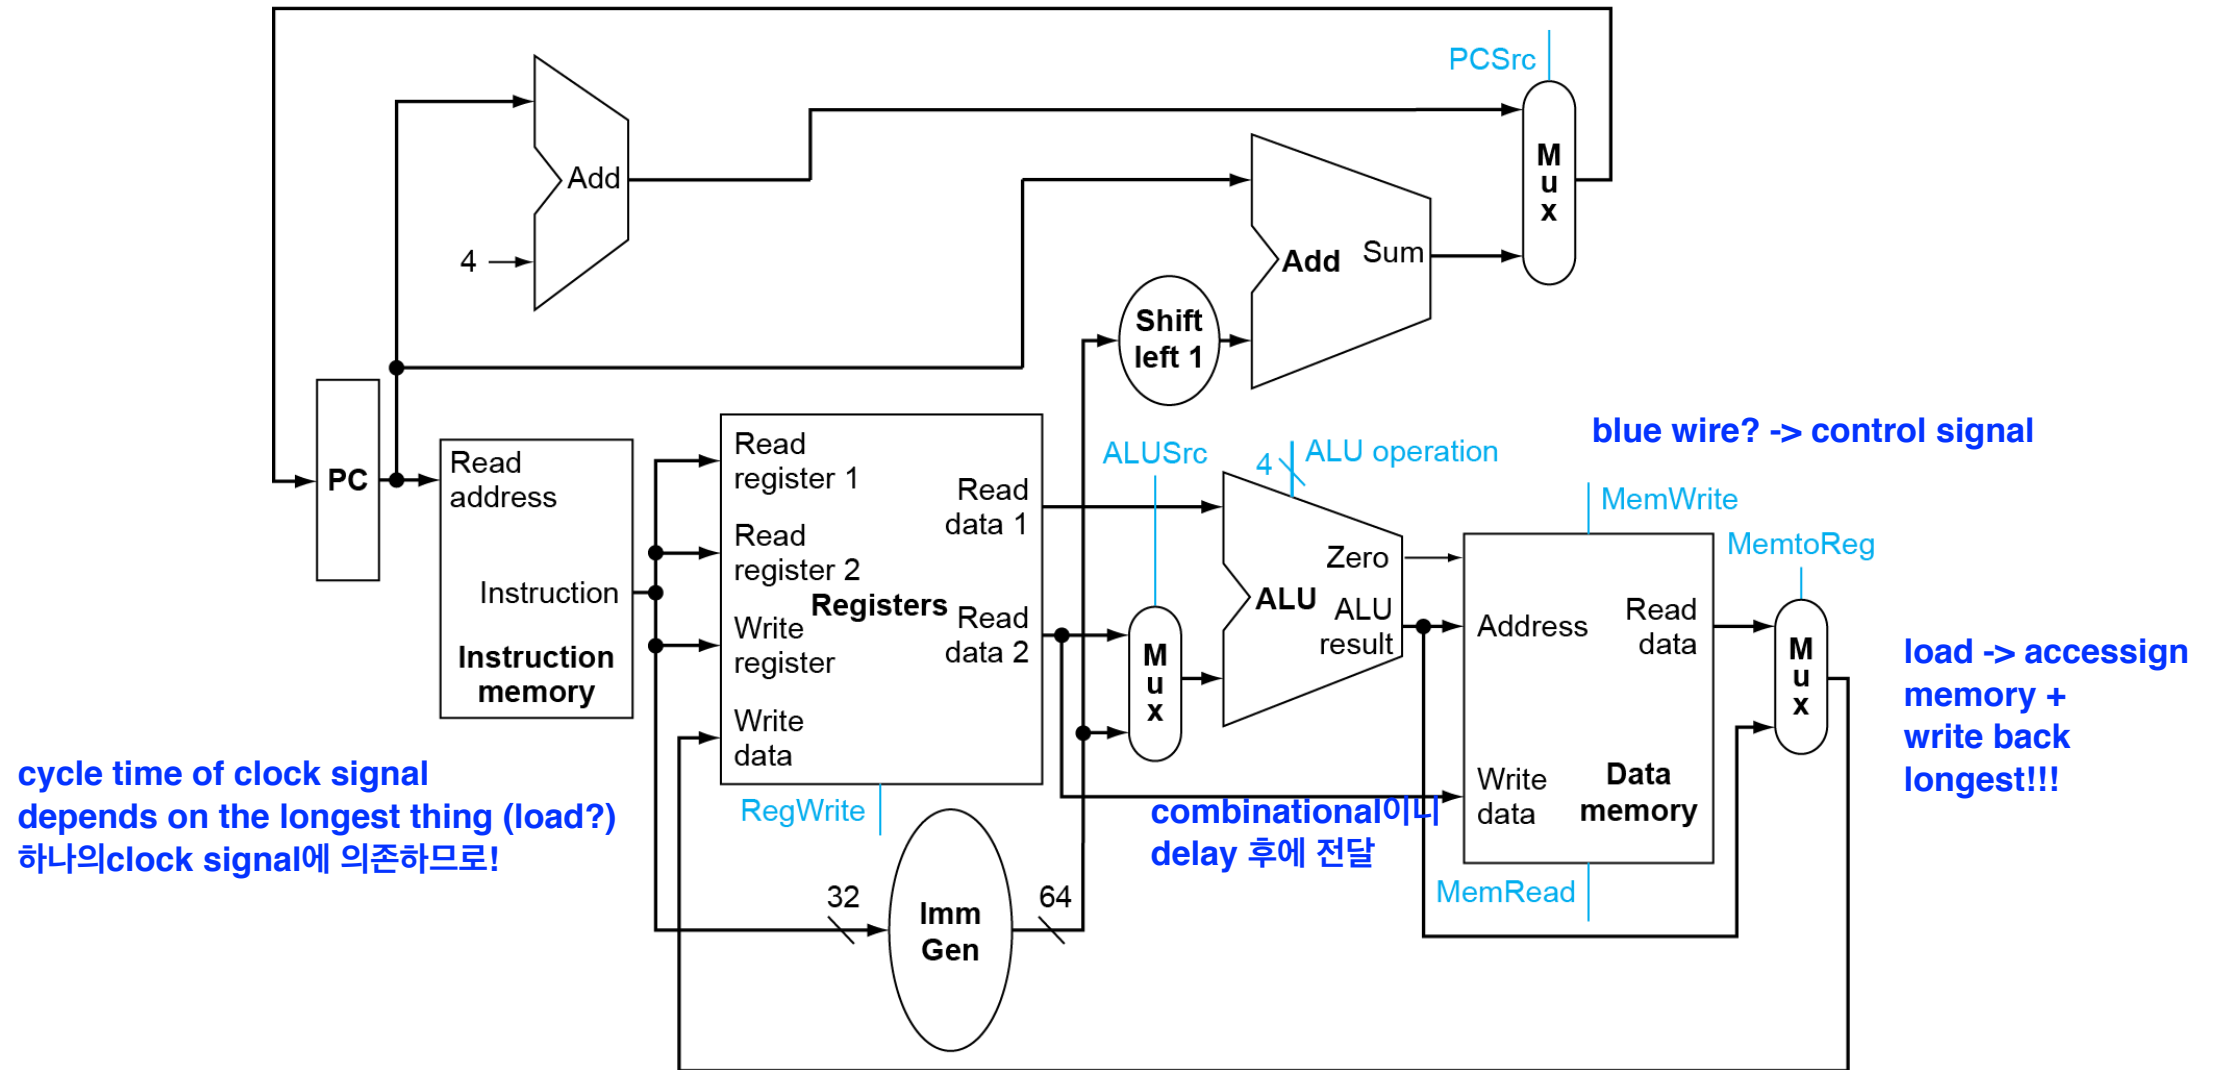 PCSrc
Add
4
M
u
x
Add Sum
Shift
left 1
PC
Read
address
Instruction
Instruction
memory
Read
register 1
Read
register 2
Registers
Write
register
Write
data
Read
data 1
Read
data 2
RegWrite
ALUSrc
4
ALU operation
M
u
x
Zero
ALU
ALU
result
blue wire? -> control signal
MemWrite
MemtoReg
Address
Read
data
Write
data
Data
memory
MemRead
M
u
x
load -> accessign
memory +
write back
longest!!!
cycle time of clock signal
depends on the longest thing (load?)
하나의clock signal에 의존하므로!
combinational이니
delay 후에 전달
32
Imm
Gen
64